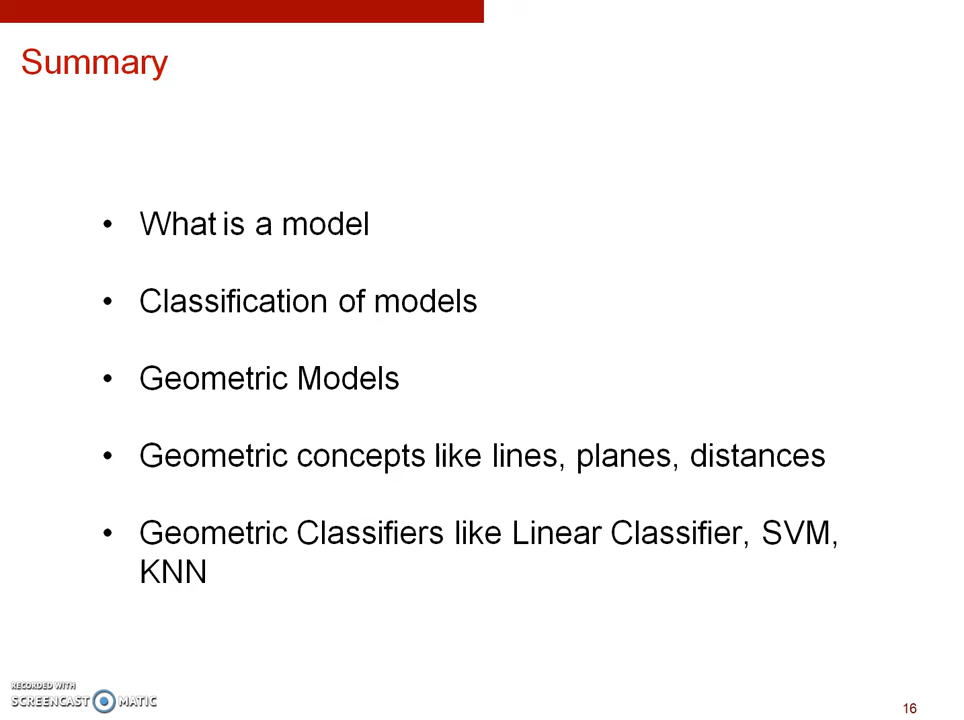 Summary
• What is a model
• Classification of models
• Geometric Models
• Geometric concepts like lines, planes, distances
• Geometric Classifiers like Linear Classifier, SVM,
KNN
RECORDED WITH
SCREENCAST MATIC
16